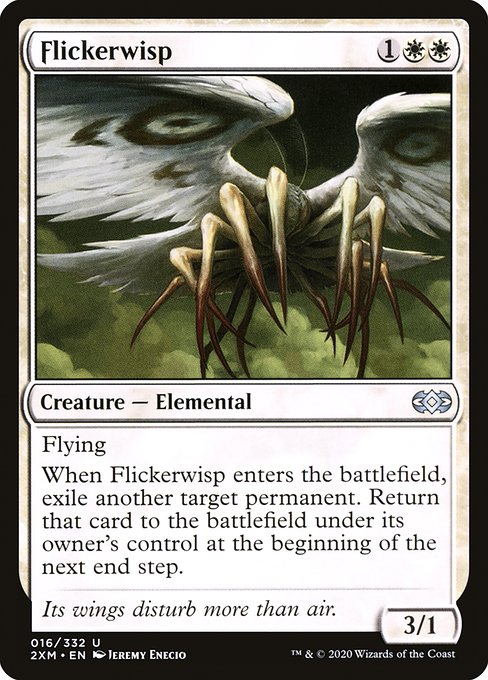 Flickerwisp 1
Creature — Elemental
Flying
When Flickerwisp enters the battlefield,
exile another target permanent. Return
that card to the battlefield under its
owner's control at the beginning of the
next end step.
Its wings disturb more than air.
3/1
016/332 U
2XM • EN Jeremy Enecio
™ & © 2020 Wizards of the Coast